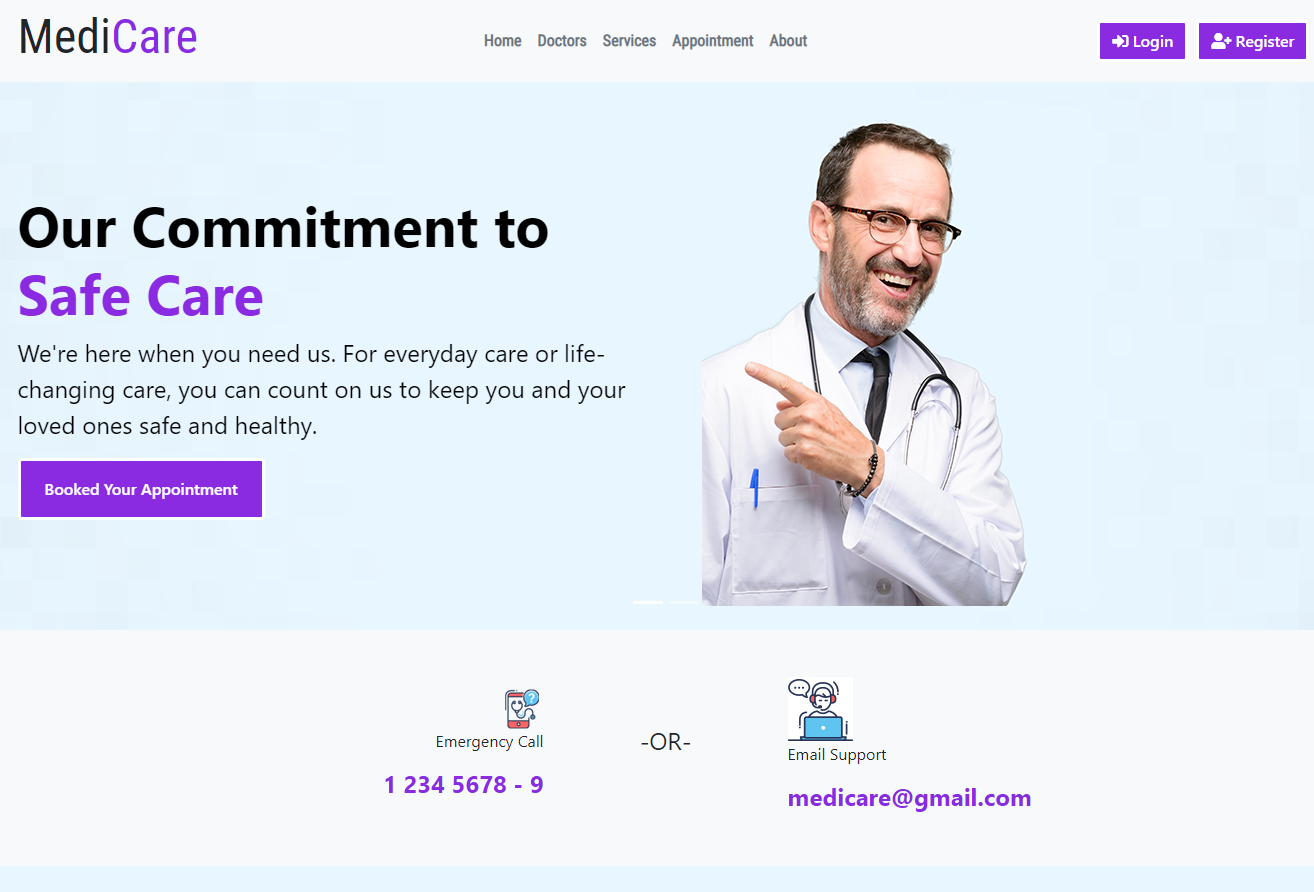 MediCare
Home Doctors Services Appointment About
Login Register
Our Commitment to
Safe Care
We're here when you need us. For everyday care or life-
changing care, you can count on us to keep you and your
loved ones safe and healthy.
Booked Your Appointment
Emergency Call
1 234 5678 - 9
-OR-
Email Support
medicare@gmail.com